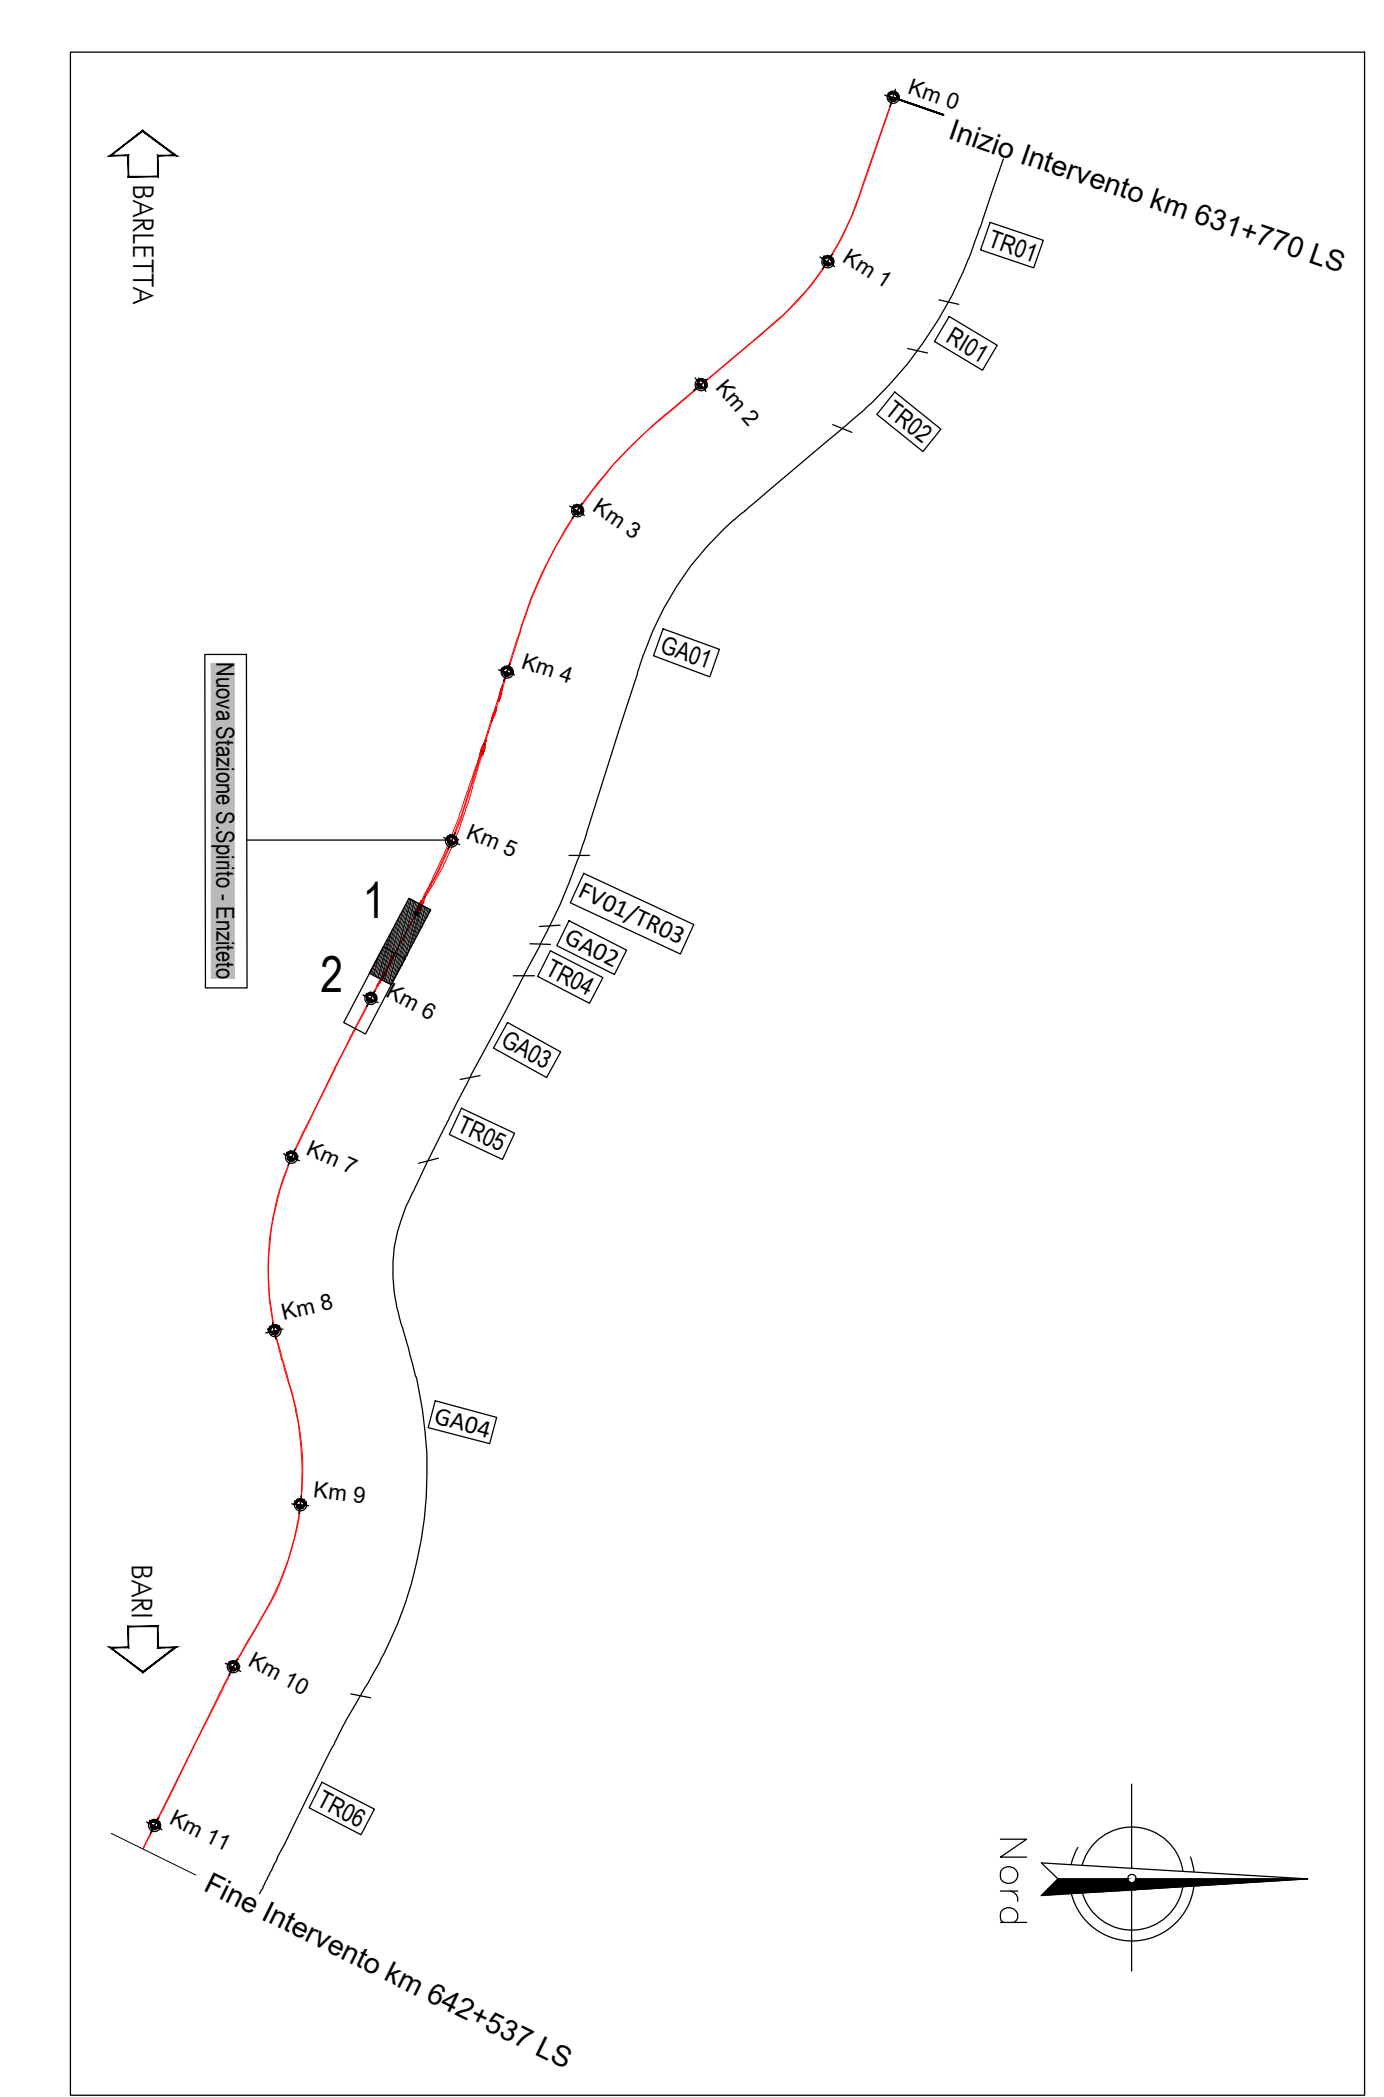 Km 0
Inizio Intervento km 631+770 LS
BARLETTA
TR01
Km 1
RI01
Km 2
TR02
Km 3
GA01
Km 4
Nuova Stazione S.Spirito - Enziteto
Km 5
1
FV01/TR03
GA02
2
TR04
Km 6
GA03
TR05
Km 7
Km 8
GA04
Km 9
BARI
Km 10
TR06
Km 11
Nord
Fine Intervento km 642+537 LS